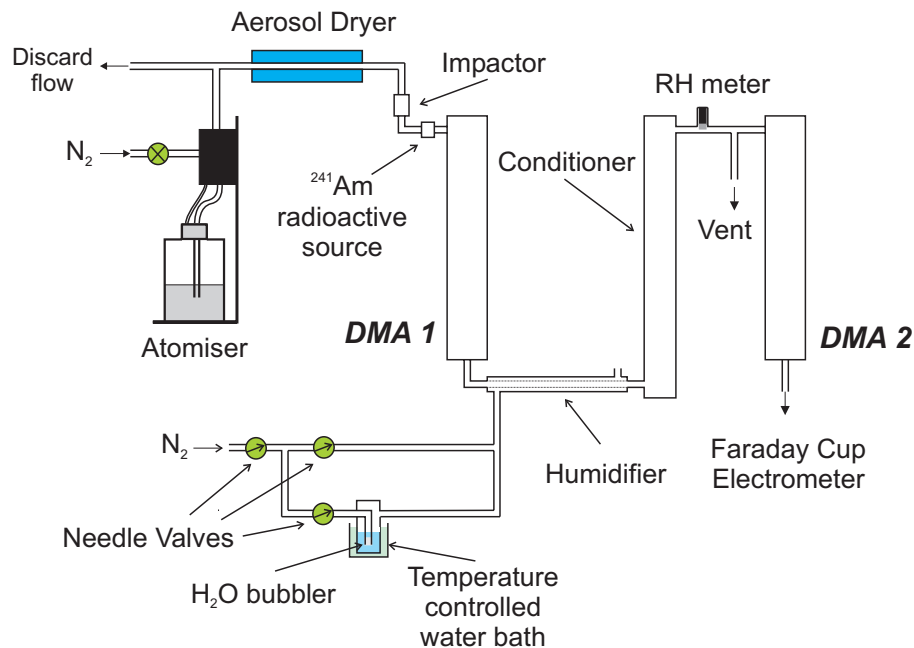 Aerosol Dryer
Discard
flow
Impactor
RH meter
N₂
Conditioner
²⁴¹Am
radioactive
source
Vent
DMA 1
DMA 2
Atomiser
N₂
Humidifier
Faraday Cup
Electrometer
Needle Valves
H₂O bubbler
Temperature
controlled
water bath